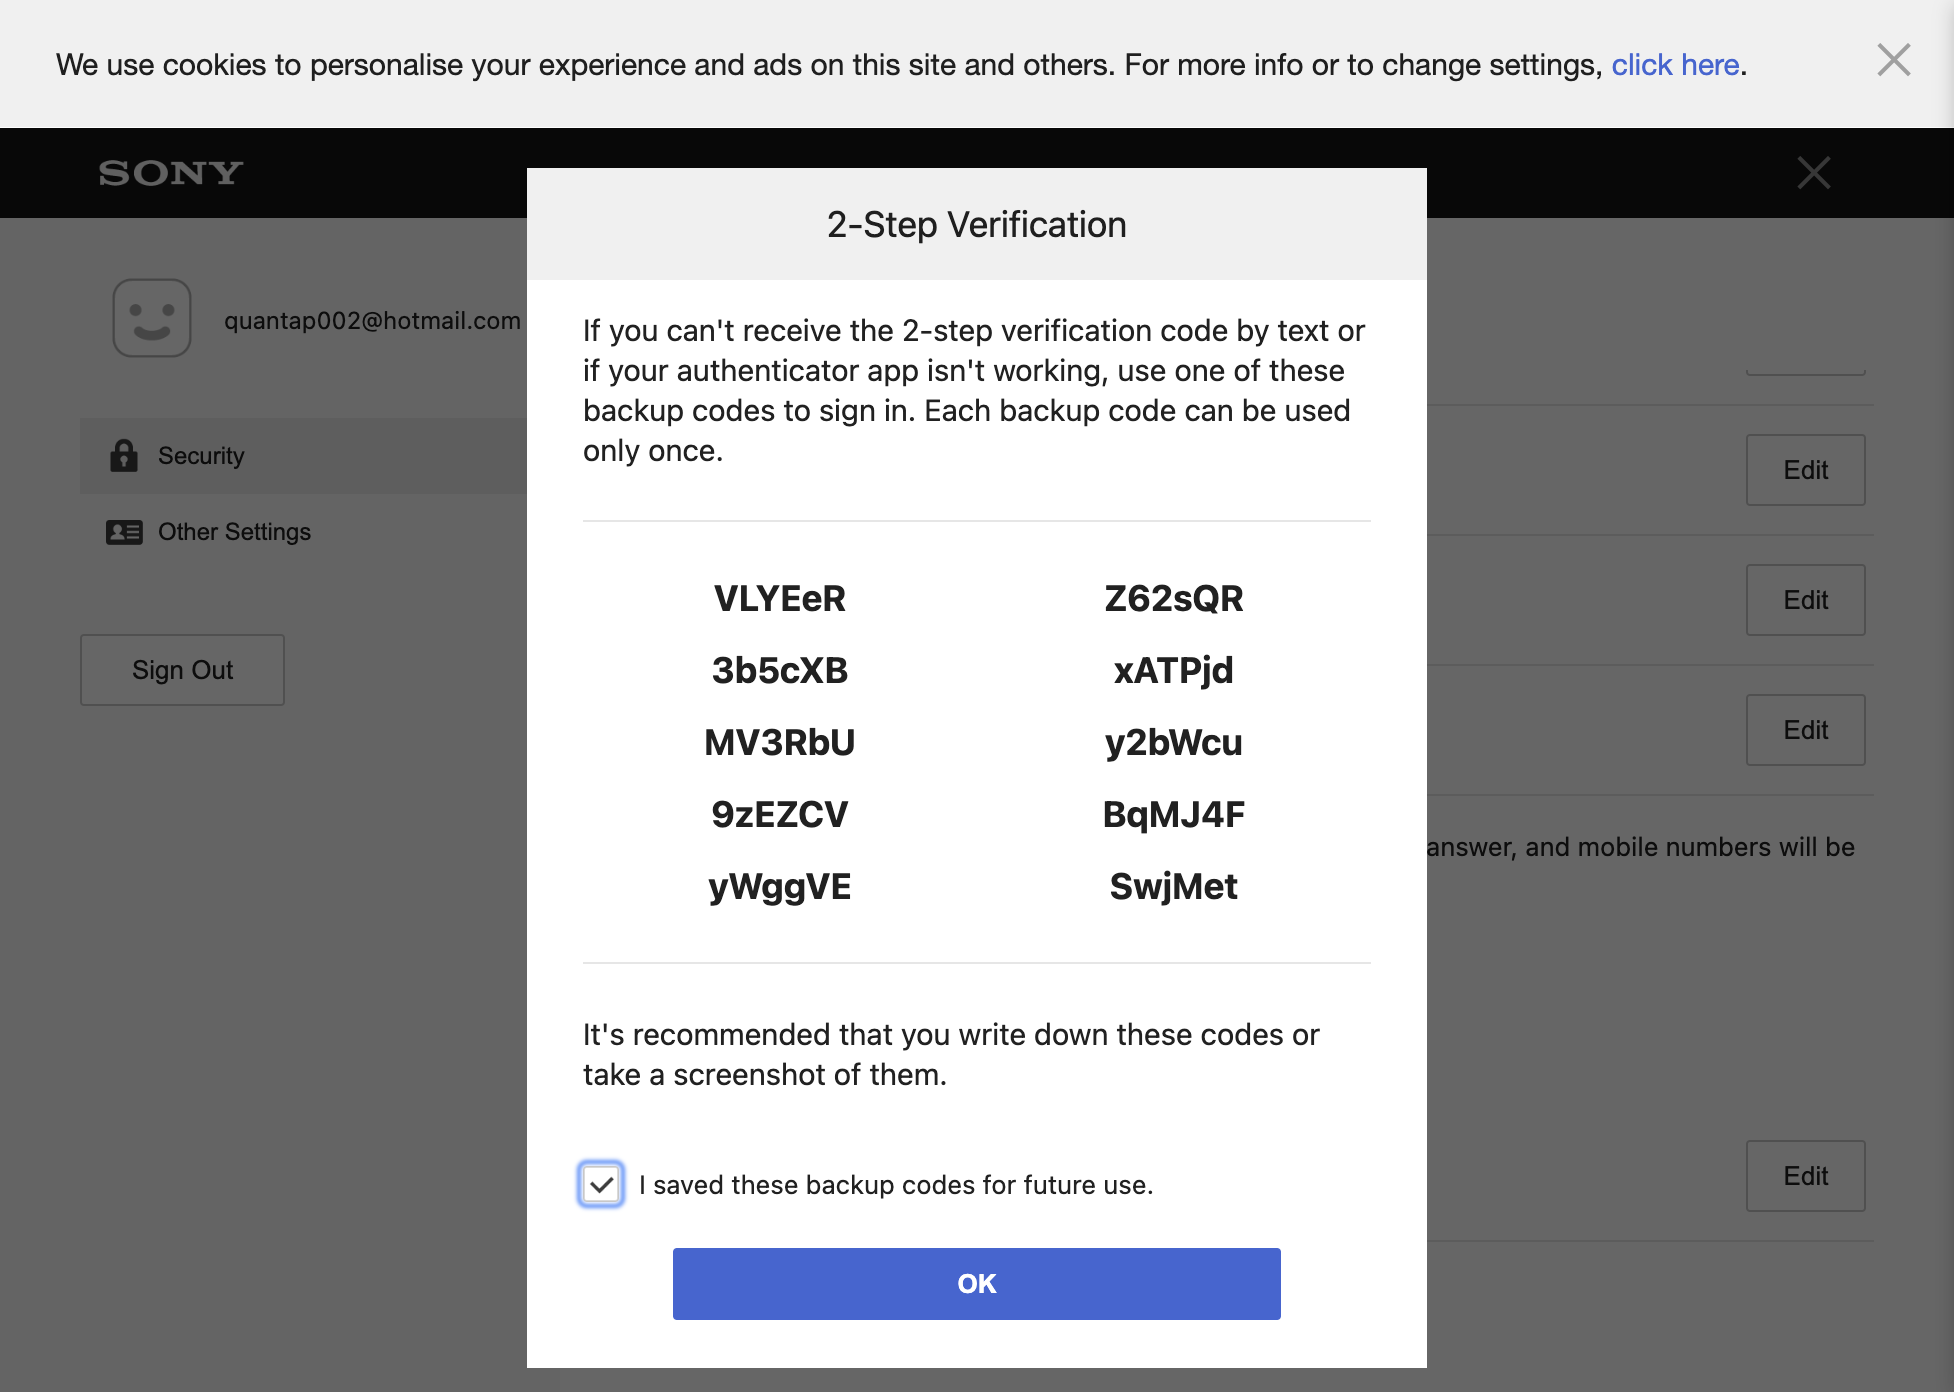 We use cookies to personalise your experience and ads on this site and others. For more info or to change settings, click here.
SONY
2-Step Verification
quantap002@hotmail.com
Security
Other Settings
Sign Out
If you can't receive the 2-step verification code by text or
if your authenticator app isn't working, use one of these
backup codes to sign in. Each backup code can be used
only once.
VLYEeR Z62sQR
3b5cXB xATPjd
MV3RbU y2bWcu
9zEZCV BqMJ4F
yWggVE SwjMet
It's recommended that you write down these codes or
take a screenshot of them.
I saved these backup codes for future use.
OK
Edit
Edit
Edit
answer, and mobile numbers will be
Edit